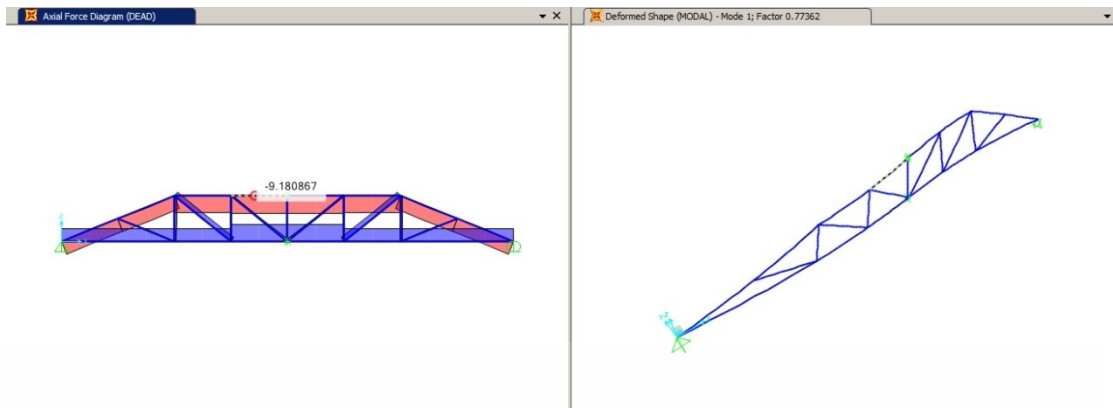 Axial Force Diagram (DEAD)
Deformed Shape (MODAL) - Mode 1; Factor 0.77362
-9.180867
Z